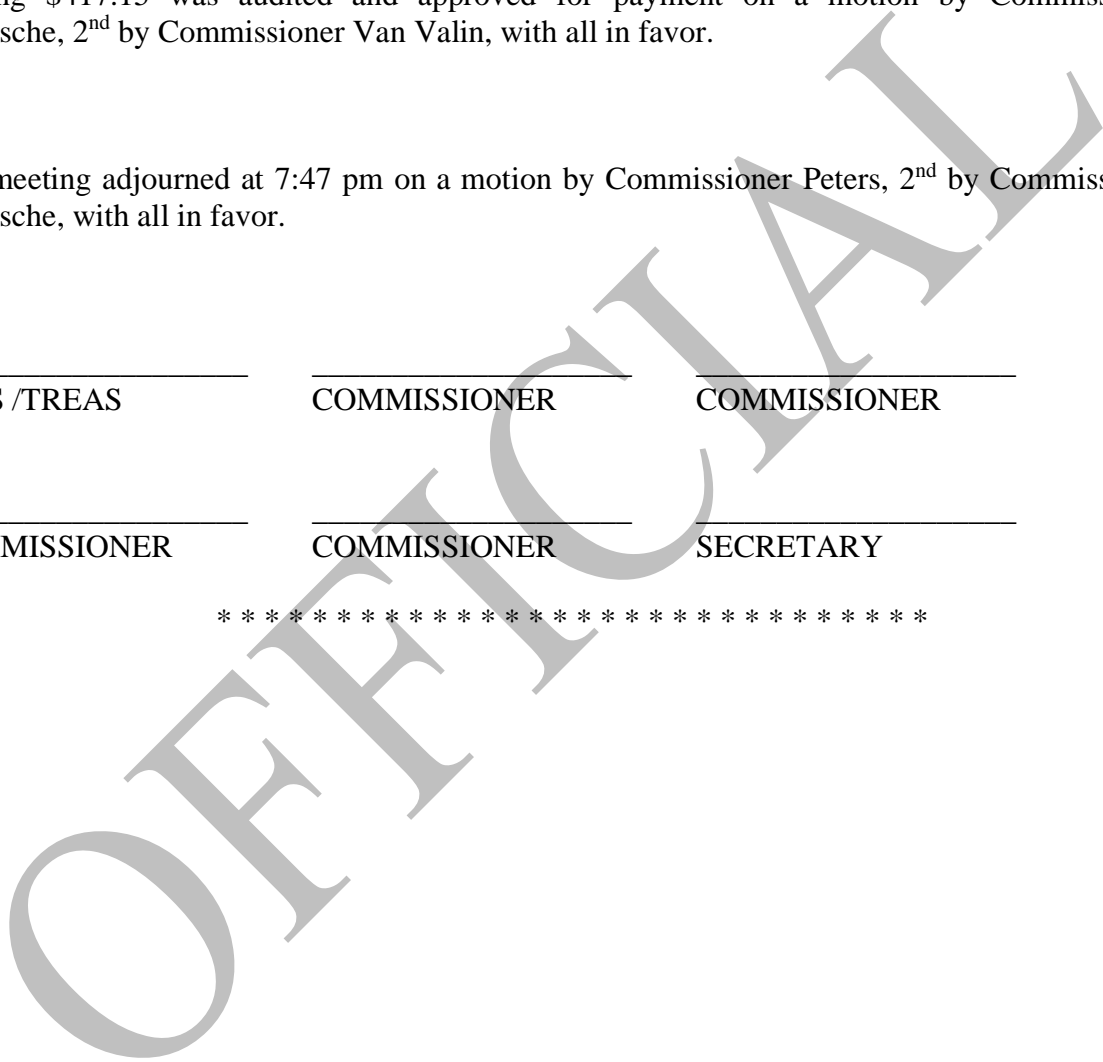 ng $417.15 was audited and approved for payment on a motion by Commiss
sche, 2nd by Commissioner Van Valin, with all in favor.
meeting adjourned at 7:47 pm on a motion by Commissioner Peters, 2nd by Commiss
sche, with all in favor.
S /TREAS COMMISSIONER COMMISSIONER
MISSIONER COMMISSIONER SECRETARY
* * * * * * * * * * * * * * * * * * * * * * * * * * * * * *
OFFICIAL